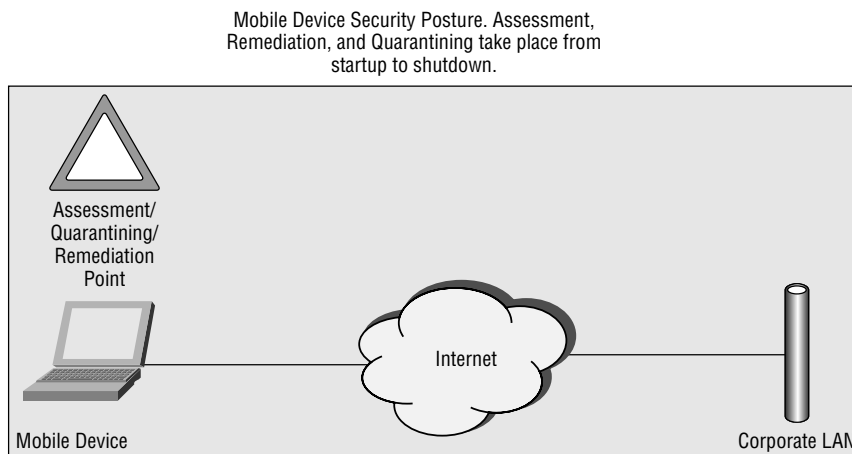 Mobile Device Security Posture. Assessment,
Remediation, and Quarantining take place from
startup to shutdown.
Assessment/
Quarantining/
Remediation
Point
Internet
Mobile Device
Corporate LAN